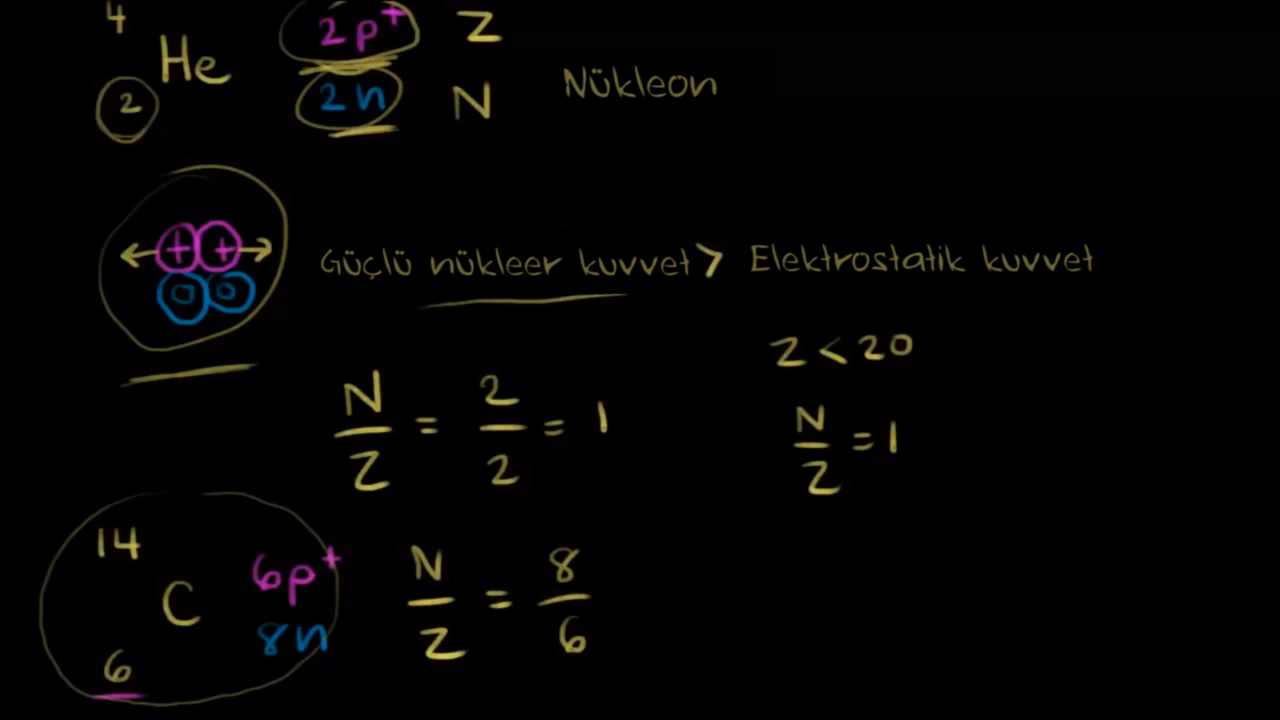 4
He 2p+ Z
2 2n N Nükleon
+ + Güçlü nükleer kuvvet > Elektrostatik kuvvet
Z < 20
N/Z = 2/2 = 1 N/Z = 1
14
C 6p+ N/Z = 8/6
6 8n